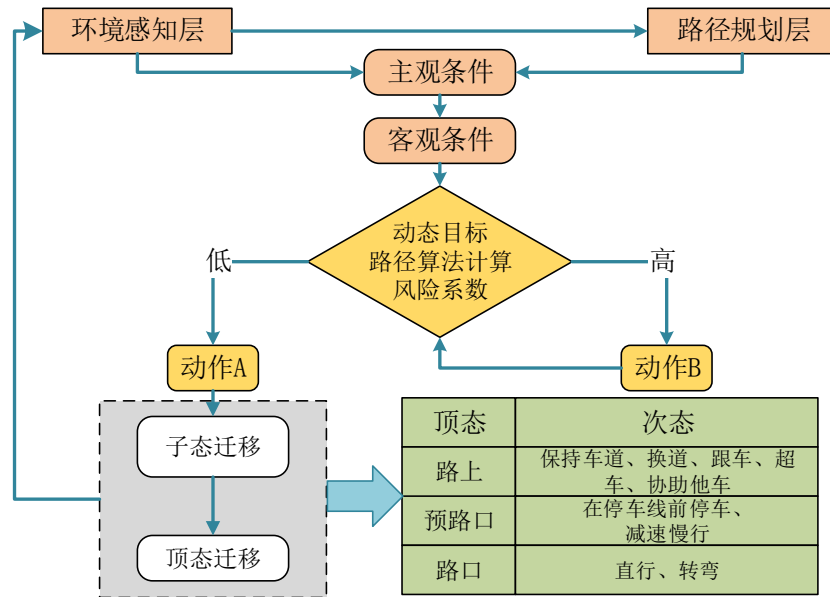 环境感知层
路径规划层
主观条件
客观条件
动态目标
路径算法计算
风险系数
低
高
动作A
动作B
子态迁移
顶态迁移
顶态
次态
路上
保持车道、换道、跟车、超
车、协助他车
预路口
在停车线前停车、
减速慢行
路口
直行、转弯